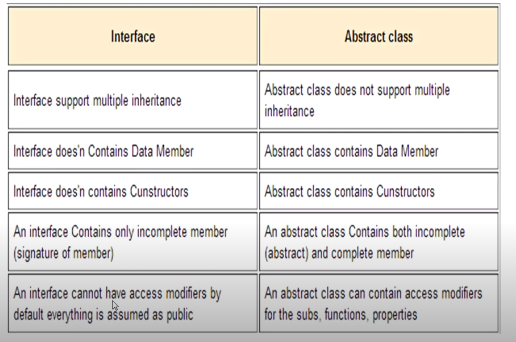 Interface
Abstract class
Interface support multiple inheritance
Abstract class does not support multiple
inheritance
Interface does'n Contains Data Member
Abstract class contains Data Member
Interface does'n contains Cunstructors
Abstract class contains Cunstructors
An interface Contains only incomplete member
(signature of member)
An abstract class Contains both incomplete
(abstract) and complete member
An interface cannot have access modifiers by
default everything is assumed as public
An abstract class can contain access modifiers
for the subs, functions, properties